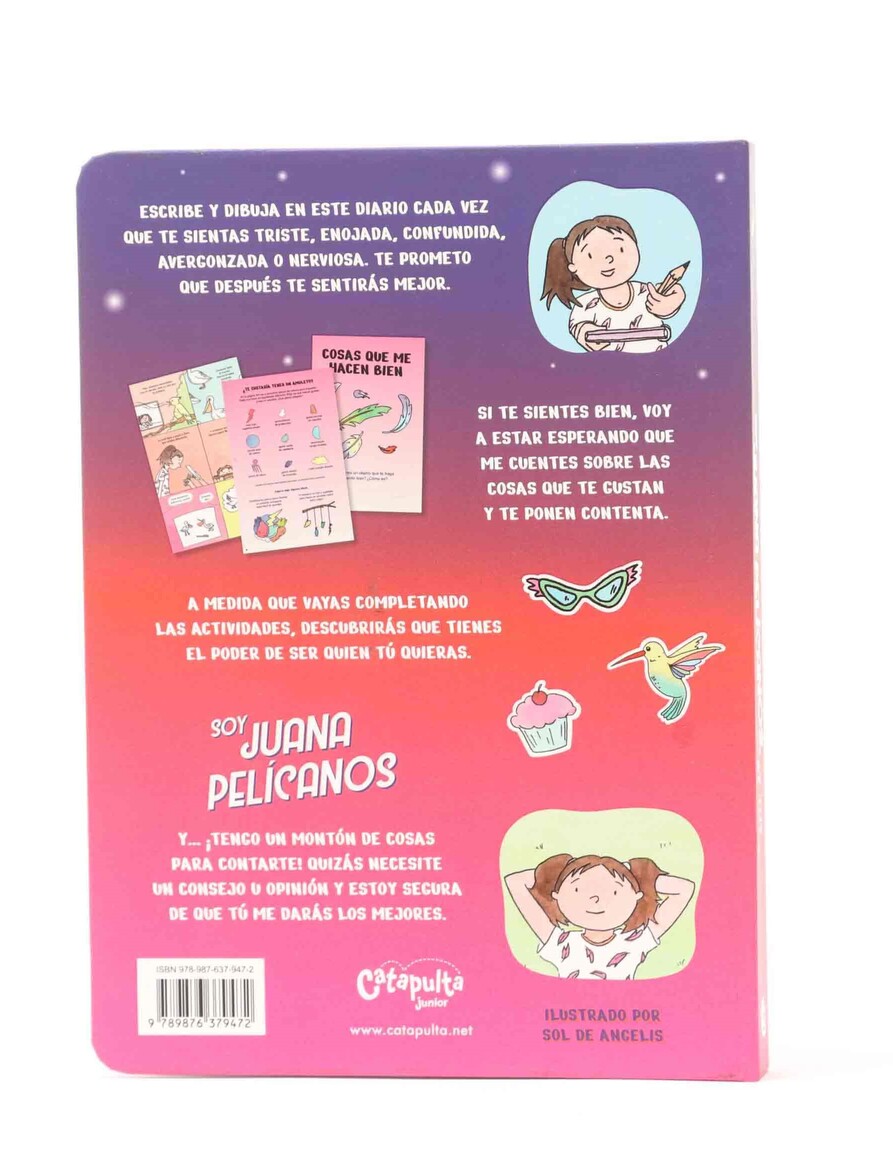 ESCRIBE Y DIBUJA EN ESTE DIARIO CADA VEZ
QUE TE SIENTAS TRISTE, ENOJADA, CONFUNDIDA,
AVERGONZADA O NERVIOSA. TE PROMETO
QUE DESPUÉS TE SENTIRÁS MEJOR.
COSAS QUE ME
HACEN BIEN
¿TE GUSTARÍA TENER UN AMULETO?
SI TE SIENTES BIEN, VOY
A ESTAR ESPERANDO QUE
ME CUENTES SOBRE LAS
COSAS QUE TE GUSTAN
Y TE PONEN CONTENTA.
A MEDIDA QUE VAYAS COMPLETANDO
LAS ACTIVIDADES, DESCUBRIRÁS QUE TIENES
EL PODER DE SER QUIEN TÚ QUIERAS.
SOY JUANA
PELÍCANOS
Y... ¡TENGO UN MONTÓN DE COSAS
PARA CONTARTE! QUIZÁS NECESITE
UN CONSEJO U OPINIÓN Y ESTOY SEGURA
DE QUE TÚ ME DARÁS LOS MEJORES.
ISBN 978-987-637-947-2
9 789876 379472
Catapulta
junior
www.catapulta.net
ILUSTRADO POR
SOL DE ANGELIS